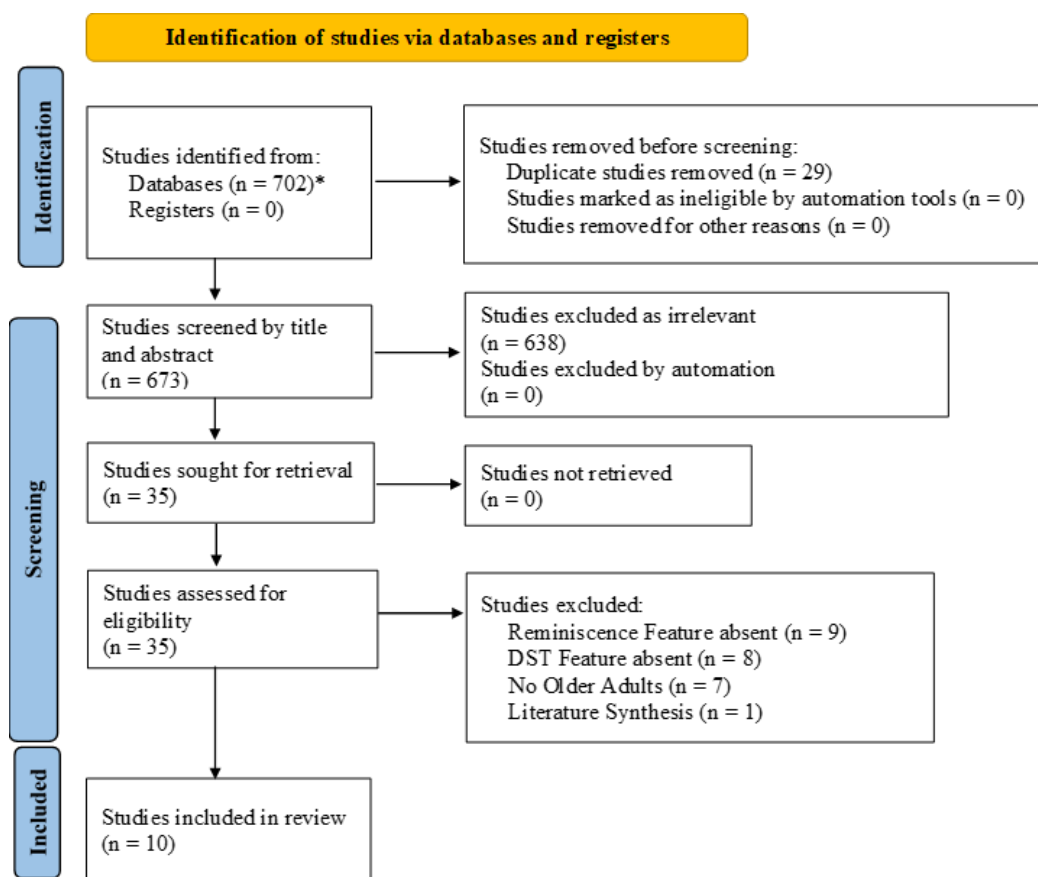 Identification of studies via databases and registers
Identification
Studies identified from:
Databases (n = 702)*
Registers (n = 0)
Studies removed before screening:
Duplicate studies removed (n = 29)
Studies marked as ineligible by automation tools (n = 0)
Studies removed for other reasons (n = 0)
Screening
Studies screened by title
and abstract
(n = 673)
Studies excluded as irrelevant
(n = 638)
Studies excluded by automation
(n = 0)
Studies sought for retrieval
(n = 35)
Studies not retrieved
(n = 0)
Studies assessed for
eligibility
(n = 35)
Studies excluded:
Reminiscence Feature absent (n = 9)
DST Feature absent (n = 8)
No Older Adults (n = 7)
Literature Synthesis (n = 1)
Included
Studies included in review
(n = 10)